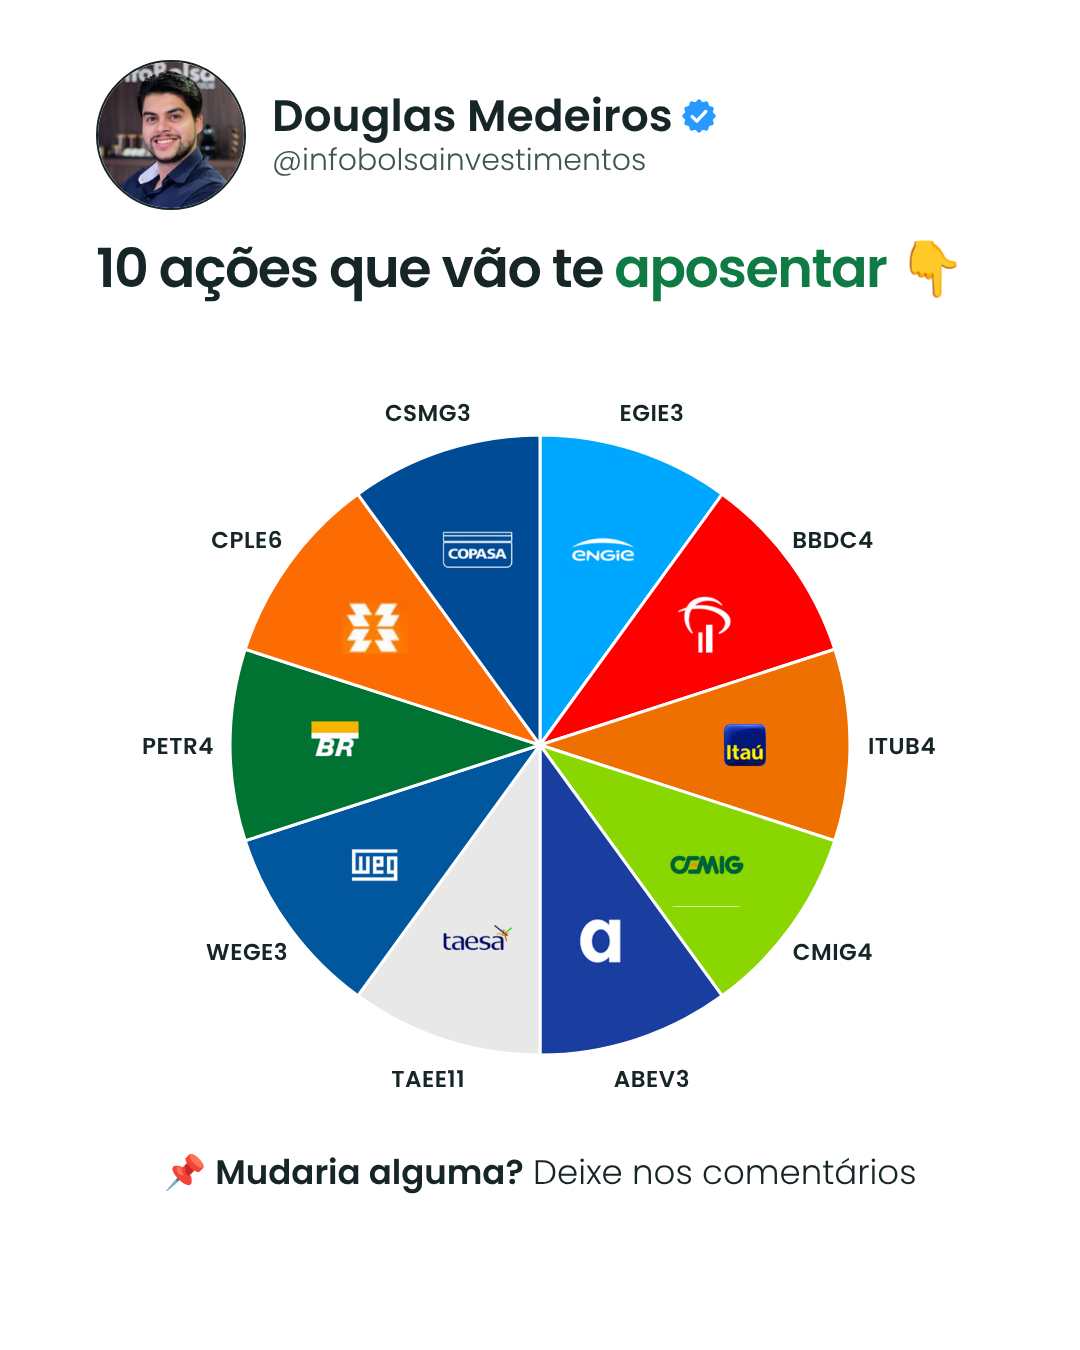 Douglas Medeiros
@infobolsainvestimentos
10 ações que vão te aposentar 👇
CSMG3
EGIE3
CPLE6
COPASA
ENGIE
BBDC4
PETR4
BR
Itaú
ITUB4
WEG
CEMIG
WEGE3
taesa
a
CMIG4
TAEE11
ABEV3
📌 Mudaria alguma? Deixe nos comentários